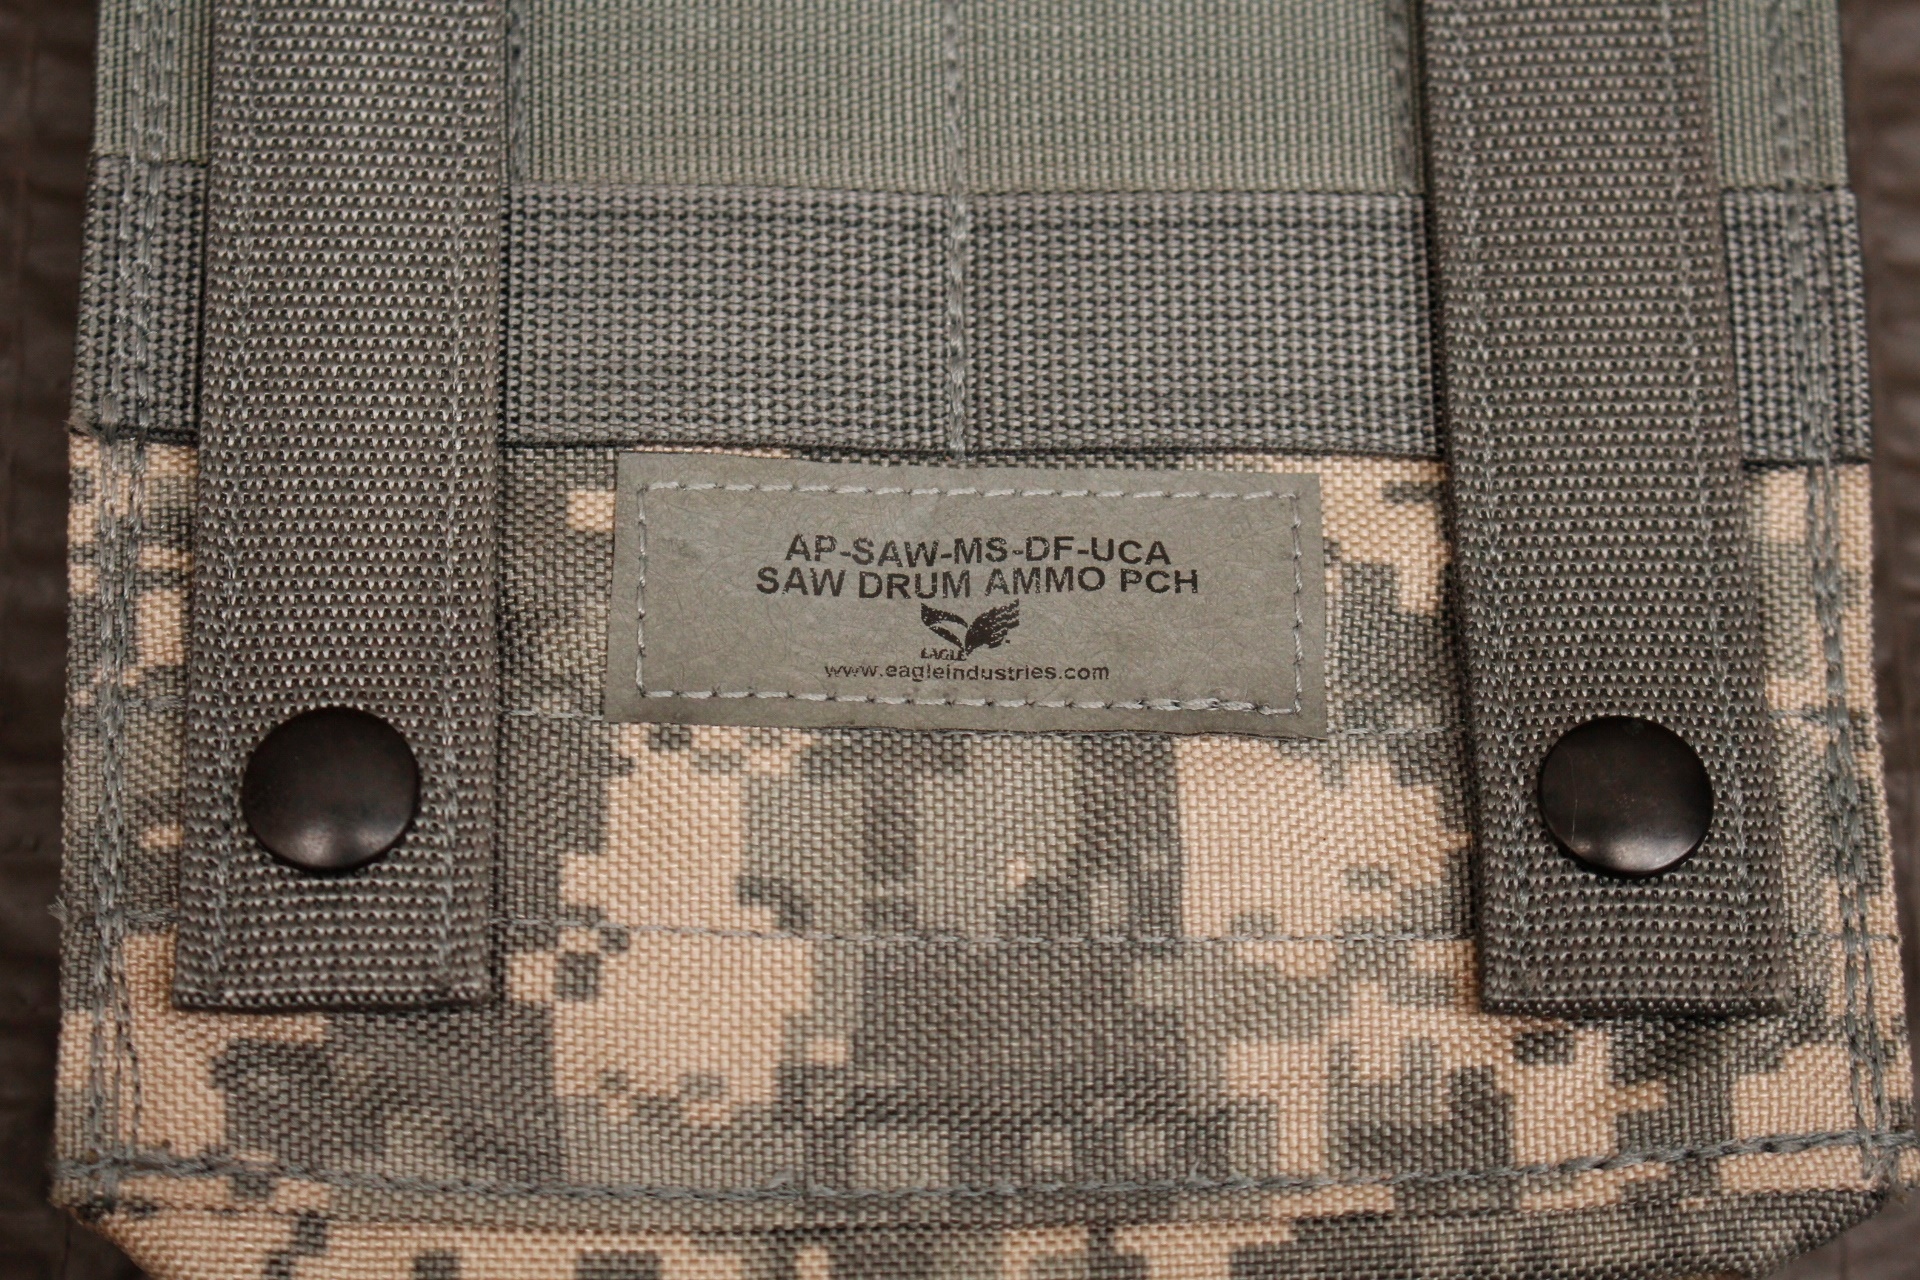 AP-SAW-MS-DF-UCA
SAW DRUM AMMO PCH
EAGLE
www.eagleindustries.com